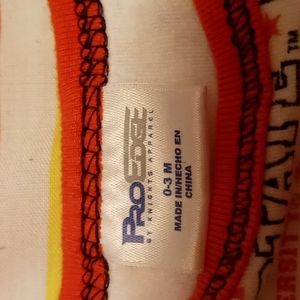 PROEDGE
BY KNIGHTS APPAREL
0-3 M
MADE IN/HECHO EN
CHINA